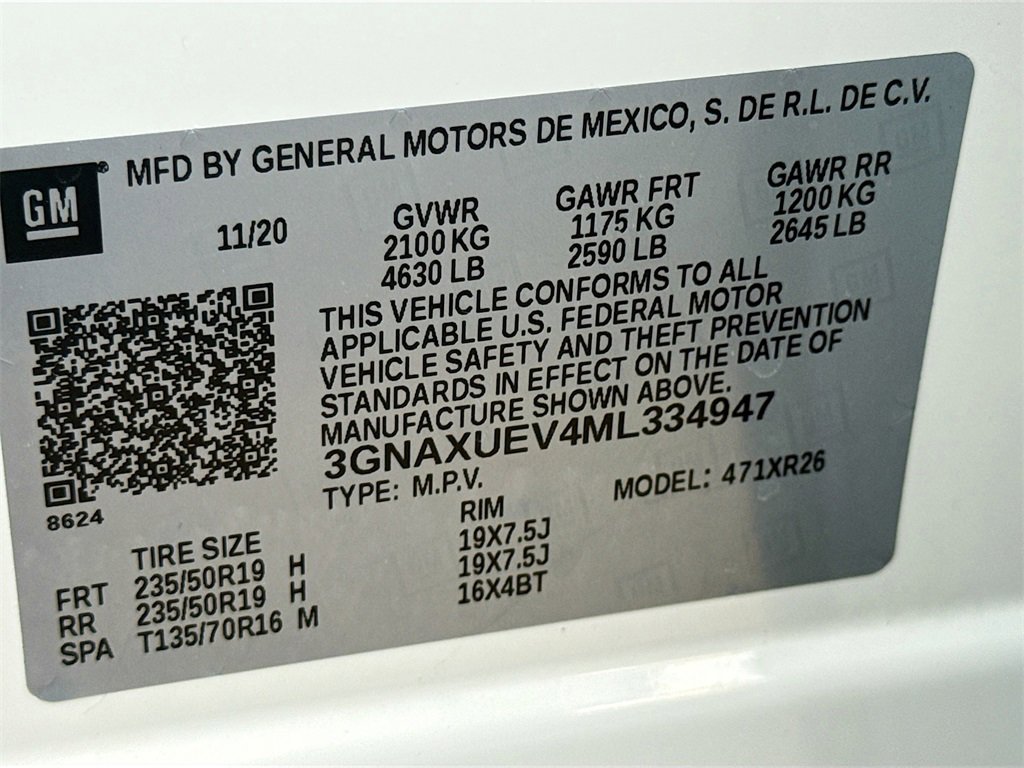 MFD BY GENERAL MOTORS DE MEXICO, S. DE R.L. DE C.V.
GM®
11/20
GVWR
2100 KG
4630 LB
GAWR FRT
1175 KG
2590 LB
GAWR RR
1200 KG
2645 LB
THIS VEHICLE CONFORMS TO ALL
APPLICABLE U.S. FEDERAL MOTOR
VEHICLE SAFETY AND THEFT PREVENTION
STANDARDS IN EFFECT ON THE DATE OF
MANUFACTURE SHOWN ABOVE.
3GNAXUEV4ML334947
TYPE: M.P.V. MODEL: 471XR26
8624
TIRE SIZE RIM
FRT 235/50R19 H 19X7.5J
RR 235/50R19 H 19X7.5J
SPA T135/70R16 M 16X4BT